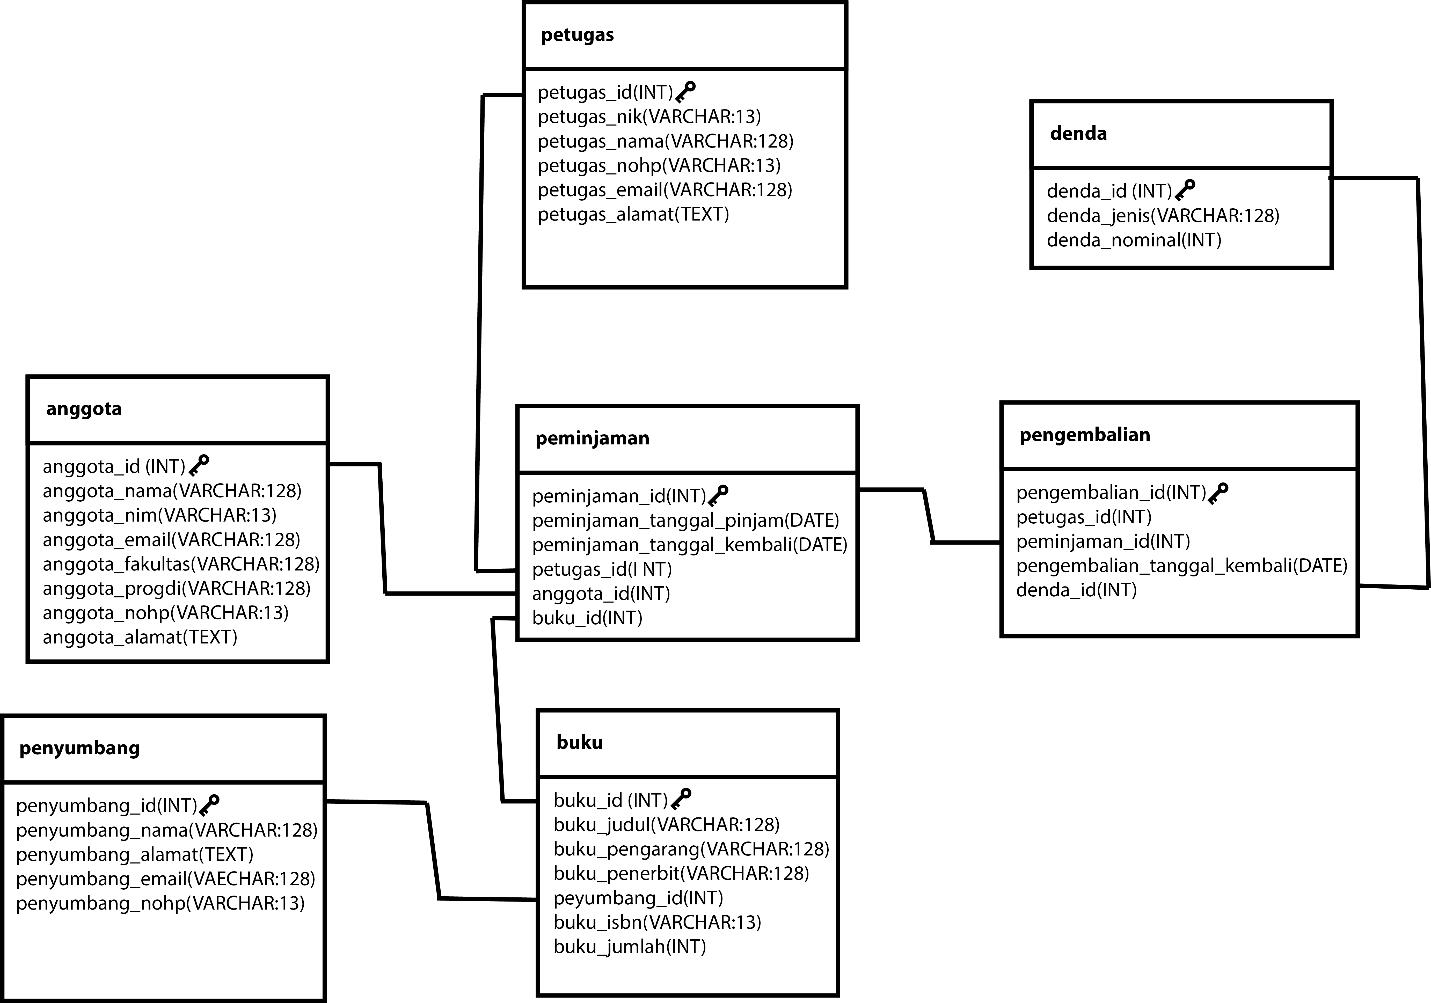 petugas
petugas_id(INT)
petugas_nik(VARCHAR:13)
petugas_nama(VARCHAR:128)
petugas_nohp(VARCHAR:13)
petugas_email(VARCHAR:128)
petugas_alamat(TEXT)
denda
denda_id (INT)
denda_jenis(VARCHAR:128)
denda_nominal(INT)
anggota
anggota_id (INT)
anggota_nama(VARCHAR:128)
anggota_nim(VARCHAR:13)
anggota_email(VARCHAR:128)
anggota_fakultas(VARCHAR:128)
anggota_progdi(VARCHAR:128)
anggota_nohp(VARCHAR:13)
anggota_alamat(TEXT)
peminjaman
peminjaman_id(INT)
peminjaman_tanggal_pinjam(DATE)
peminjaman_tanggal_kembali(DATE)
petugas_id(I NT)
anggota_id(INT)
buku_id(INT)
pengembalian
pengembalian_id(INT)
petugas_id(INT)
peminjaman_id(INT)
pengembalian_tanggal_kembali(DATE)
denda_id(INT)
penyumbang
penyumbang_id(INT)
penyumbang_nama(VARCHAR:128)
penyumbang_alamat(TEXT)
penyumbang_email(VAECHAR:128)
penyumbang_nohp(VARCHAR:13)
buku
buku_id (INT)
buku_judul(VARCHAR:128)
buku_pengarang(VARCHAR:128)
buku_penerbit(VARCHAR:128)
peyumbang_id(INT)
buku_isbn(VARCHAR:13)
buku_jumlah(INT)